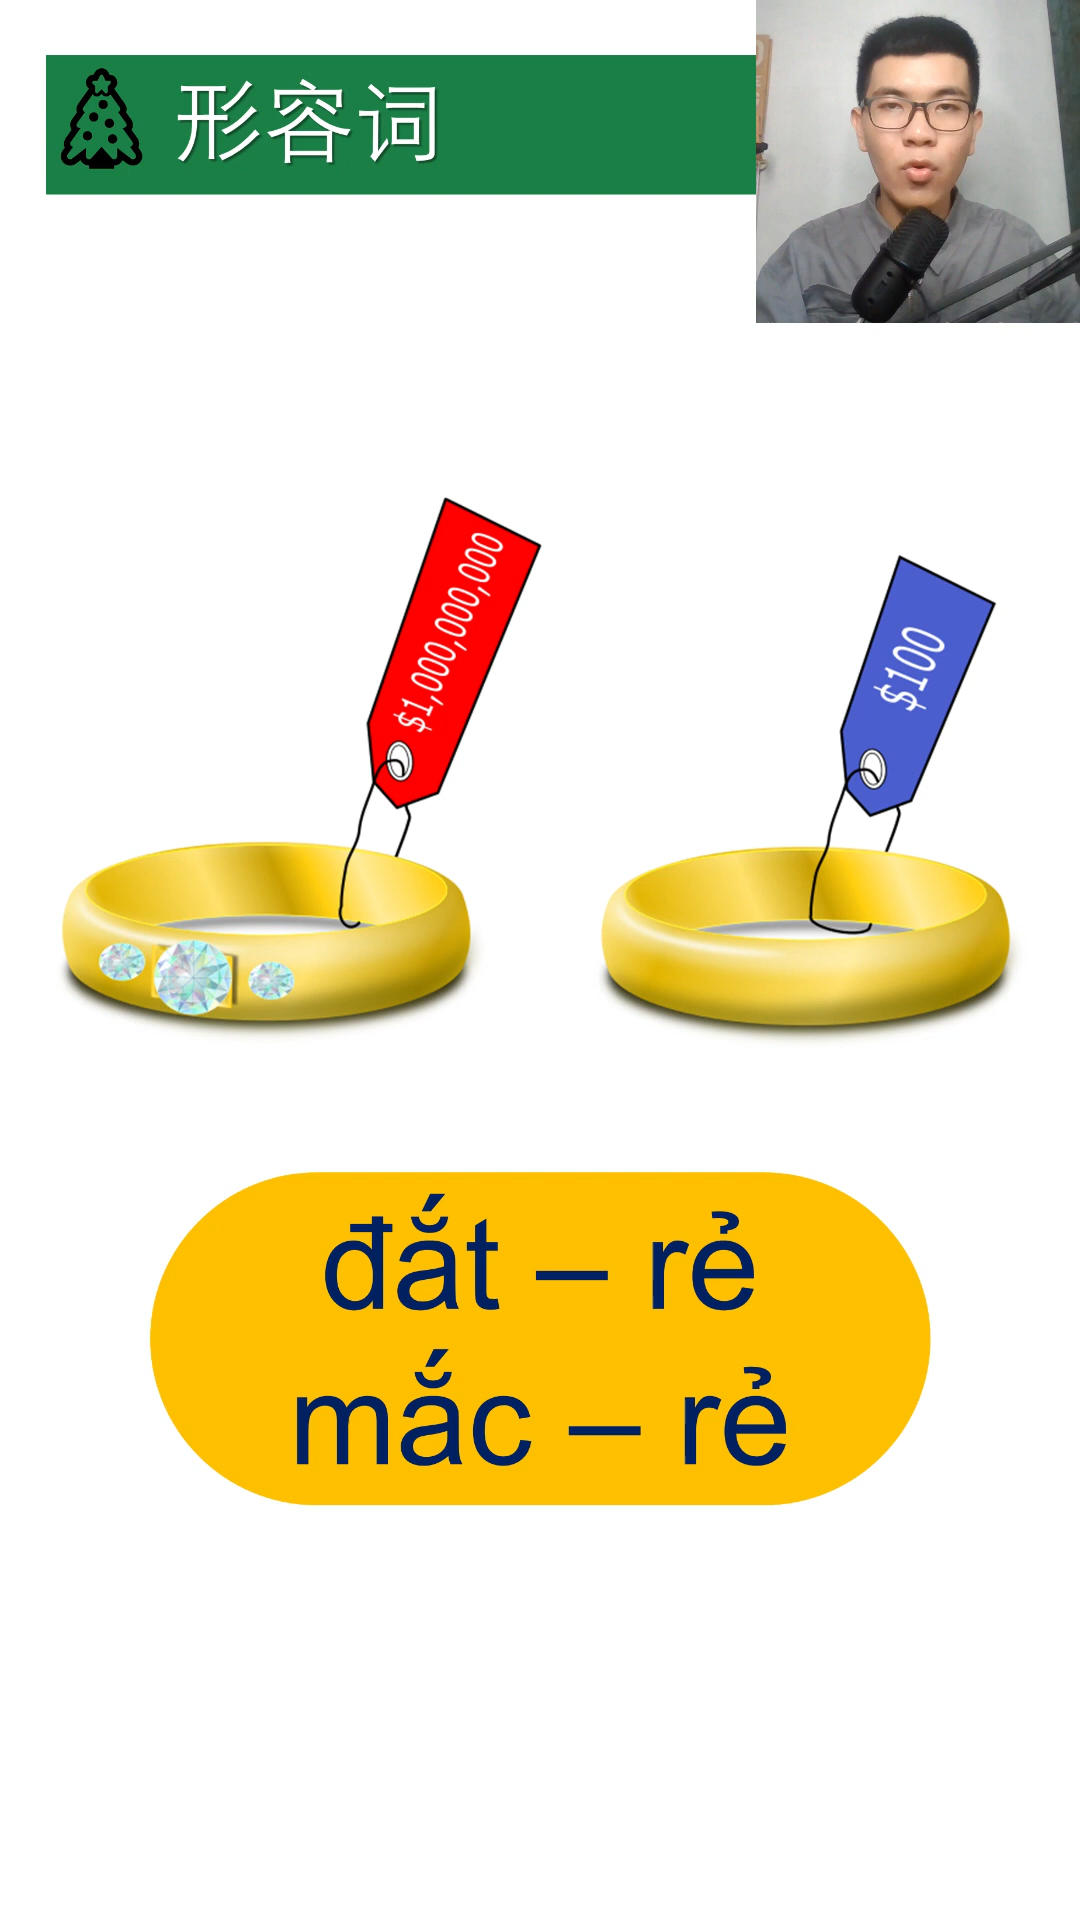 形容词
$1,000,000,000
$100
đắt – rẻ
mắc – rẻ